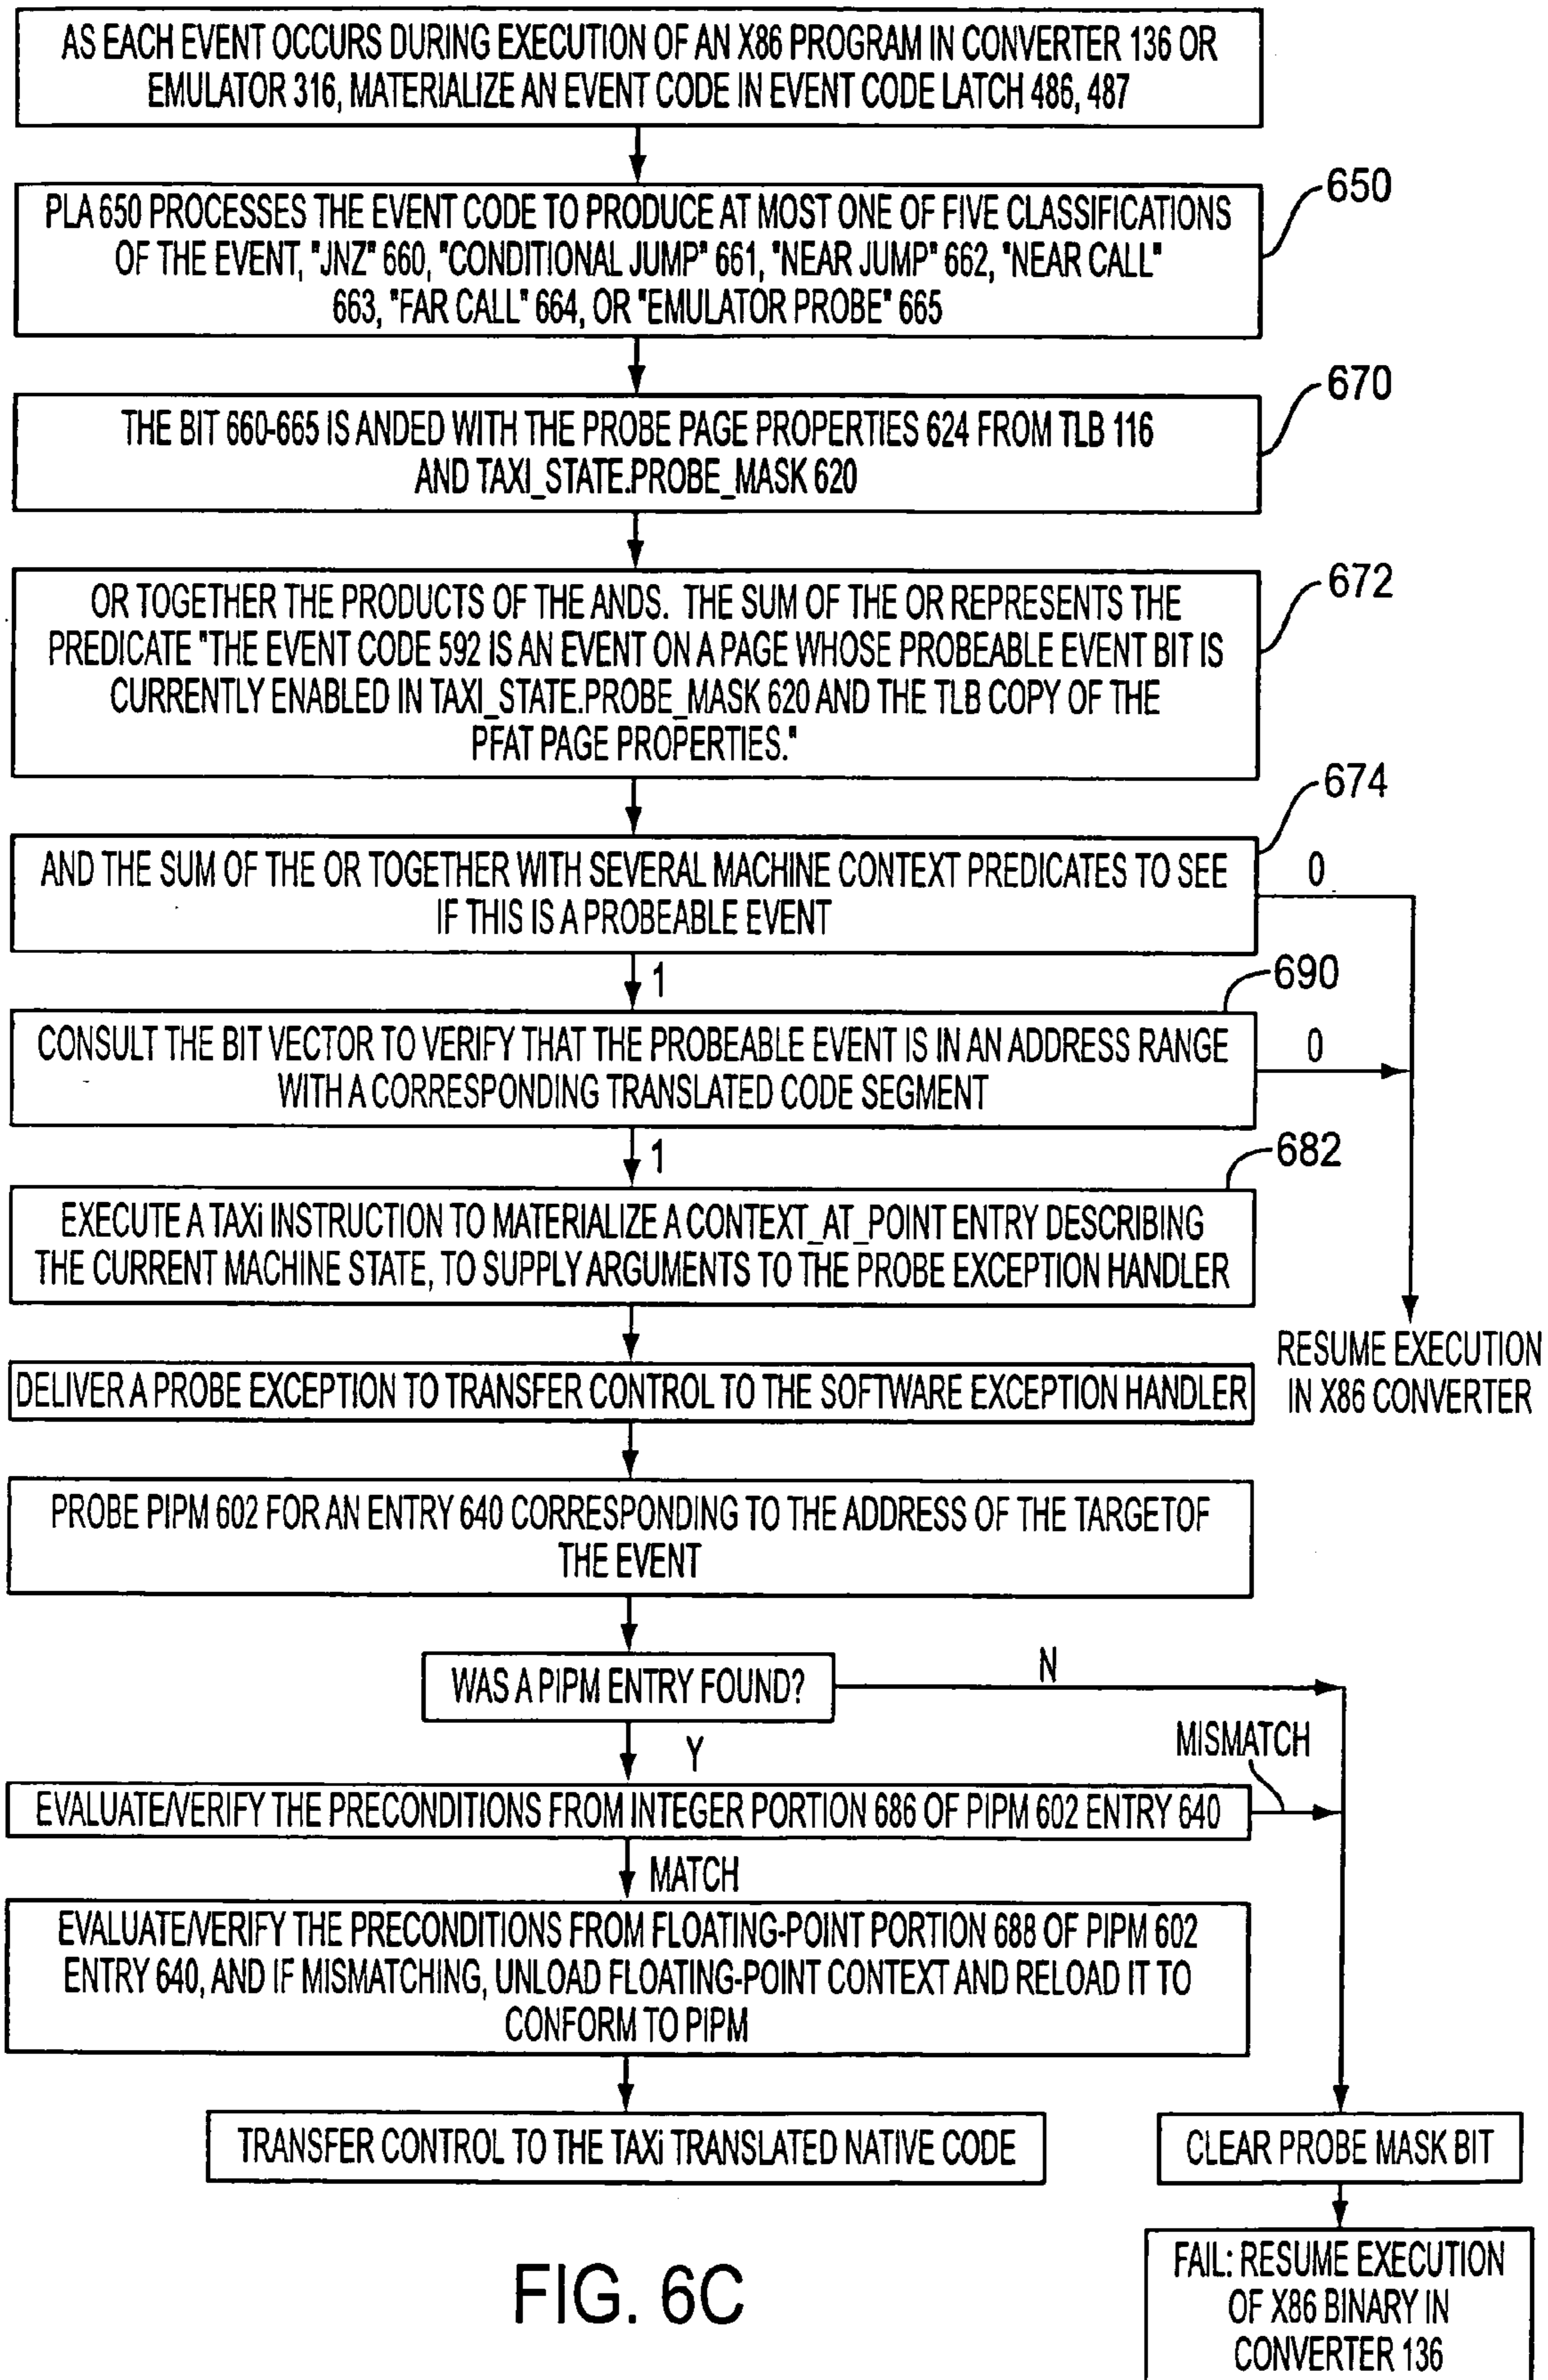 AS EACH EVENT OCCURS DURING EXECUTION OF AN X86 PROGRAM IN CONVERTER 136 OR
EMULATOR 316, MATERIALIZE AN EVENT CODE IN EVENT CODE LATCH 486, 487
650
PLA 650 PROCESSES THE EVENT CODE TO PRODUCE AT MOST ONE OF FIVE CLASSIFICATIONS
OF THE EVENT, "JNZ" 660, "CONDITIONAL JUMP" 661, "NEAR JUMP" 662, "NEAR CALL"
663, "FAR CALL" 664, OR "EMULATOR PROBE" 665
670
THE BIT 660-665 IS ANDED WITH THE PROBE PAGE PROPERTIES 624 FROM TLB 116
AND TAXI_STATE.PROBE_MASK 620
672
OR TOGETHER THE PRODUCTS OF THE ANDS. THE SUM OF THE OR REPRESENTS THE
PREDICATE "THE EVENT CODE 592 IS AN EVENT ON A PAGE WHOSE PROBEABLE EVENT BIT IS
CURRENTLY ENABLED IN TAXI_STATE.PROBE_MASK 620 AND THE TLB COPY OF THE
PFAT PAGE PROPERTIES."
674
AND THE SUM OF THE OR TOGETHER WITH SEVERAL MACHINE CONTEXT PREDICATES TO SEE
IF THIS IS A PROBEABLE EVENT
0
1
690
CONSULT THE BIT VECTOR TO VERIFY THAT THE PROBEABLE EVENT IS IN AN ADDRESS RANGE
WITH A CORRESPONDING TRANSLATED CODE SEGMENT
0
1
682
EXECUTE A TAXi INSTRUCTION TO MATERIALIZE A CONTEXT_AT_POINT ENTRY DESCRIBING
THE CURRENT MACHINE STATE, TO SUPPLY ARGUMENTS TO THE PROBE EXCEPTION HANDLER
RESUME EXECUTION
IN X86 CONVERTER
DELIVER A PROBE EXCEPTION TO TRANSFER CONTROL TO THE SOFTWARE EXCEPTION HANDLER
PROBE PIPM 602 FOR AN ENTRY 640 CORRESPONDING TO THE ADDRESS OF THE TARGETOF
THE EVENT
WAS A PIPM ENTRY FOUND?
N
Y
MISMATCH
EVALUATE/VERIFY THE PRECONDITIONS FROM INTEGER PORTION 686 OF PIPM 602 ENTRY 640
MATCH
EVALUATE/VERIFY THE PRECONDITIONS FROM FLOATING-POINT PORTION 688 OF PIPM 602
ENTRY 640, AND IF MISMATCHING, UNLOAD FLOATING-POINT CONTEXT AND RELOAD IT TO
CONFORM TO PIPM
TRANSFER CONTROL TO THE TAXi TRANSLATED NATIVE CODE
CLEAR PROBE MASK BIT
FAIL: RESUME EXECUTION
OF X86 BINARY IN
CONVERTER 136
FIG. 6C